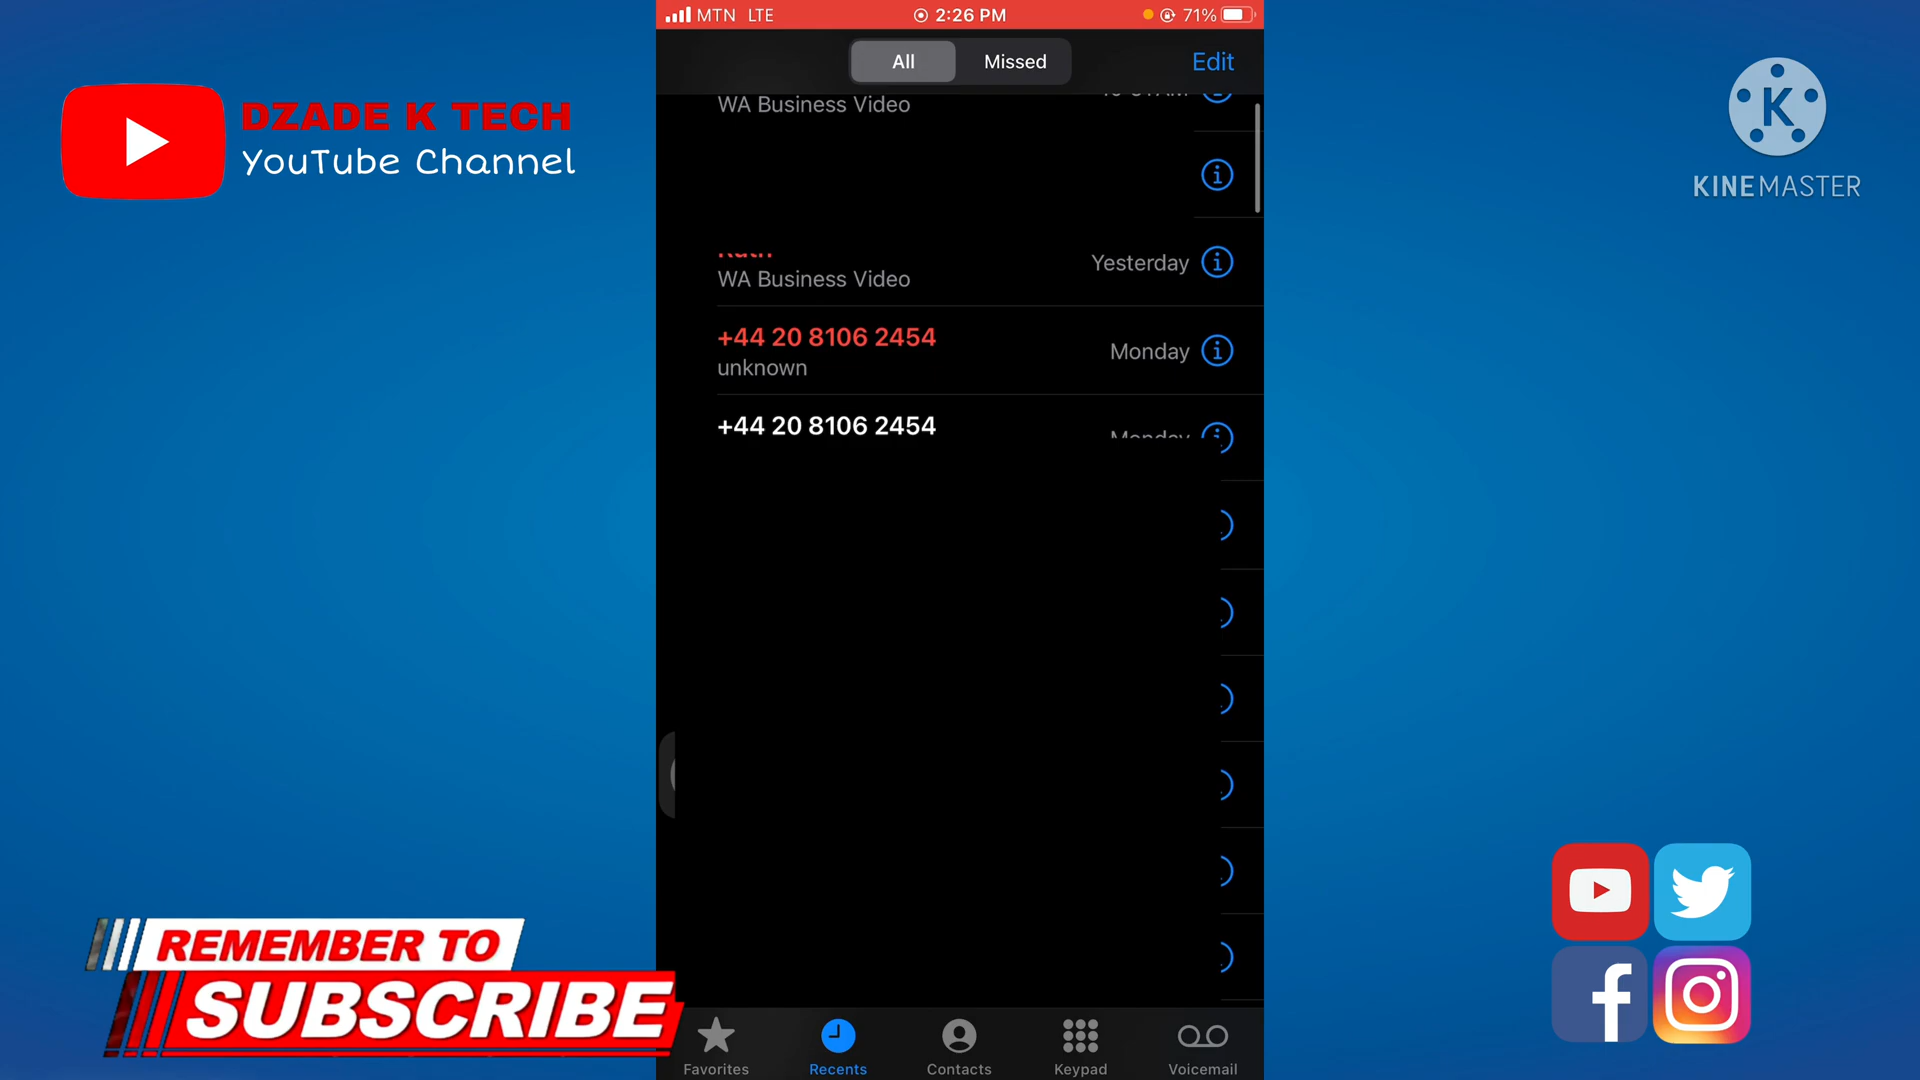 MTN LTE 2:26 PM 71%
All Missed Edit
DZADE K TECH
YouTube Channel
K
KINEMASTER
WA Business Video
WA Business Video Yesterday
+44 20 8106 2454
unknown Monday
+44 20 8106 2454 Monday
REMEMBER TO
SUBSCRIBE
Favorites Recents Contacts Keypad Voicemail